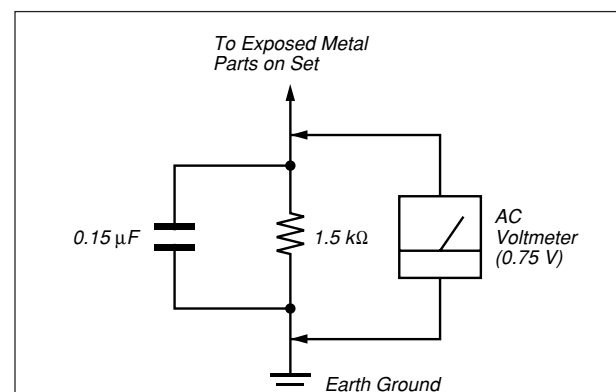 To Exposed Metal
Parts on Set
0.15 µF
1.5 kΩ
AC
Voltmeter
(0.75 V)
Earth Ground